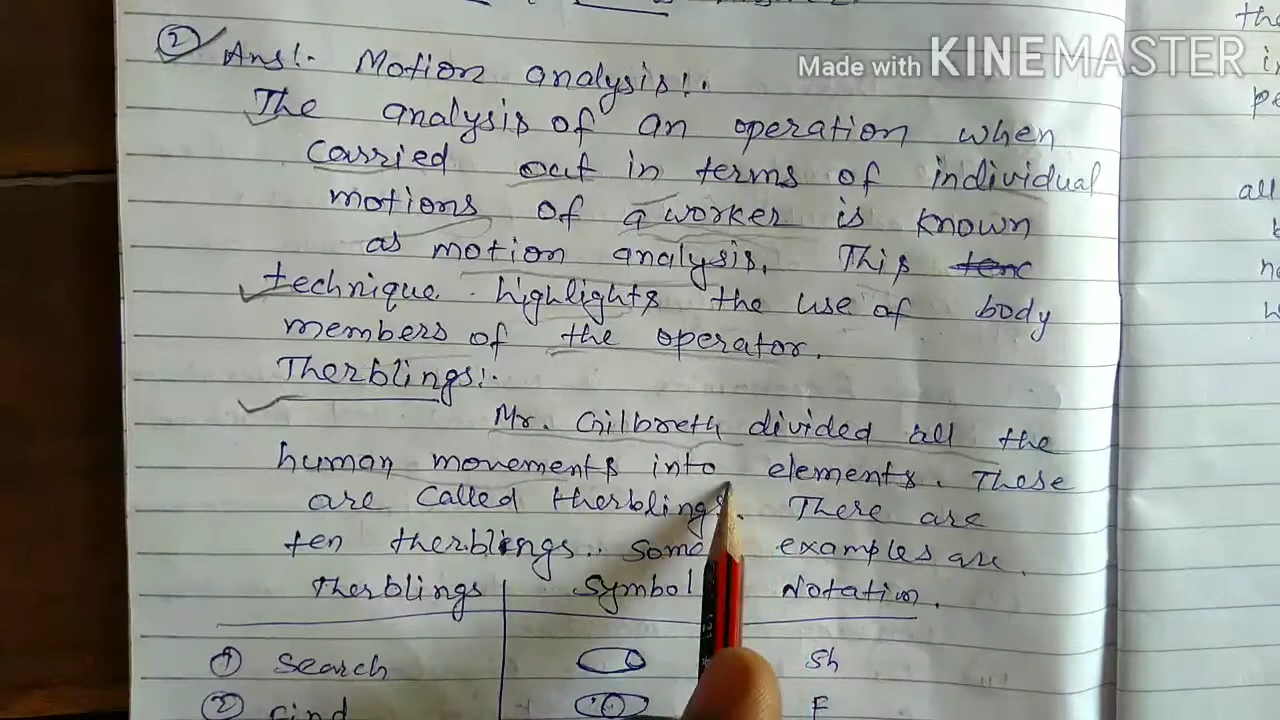 Made with KINEMASTER
② Ans:- Motion analysis:-
The analysis of an operation when
carried out in terms of individual
motions of a worker is known
as motion analysis. This
technique highlights the use of body
members of the operator.
Therblings:-
Mr. Gilbreth divided all the
human movements into elements. These
are called therblings. There are
ten therblings. Some examples are.
Therblings symbol Notation.
① Search Sh
② Find F
the
all